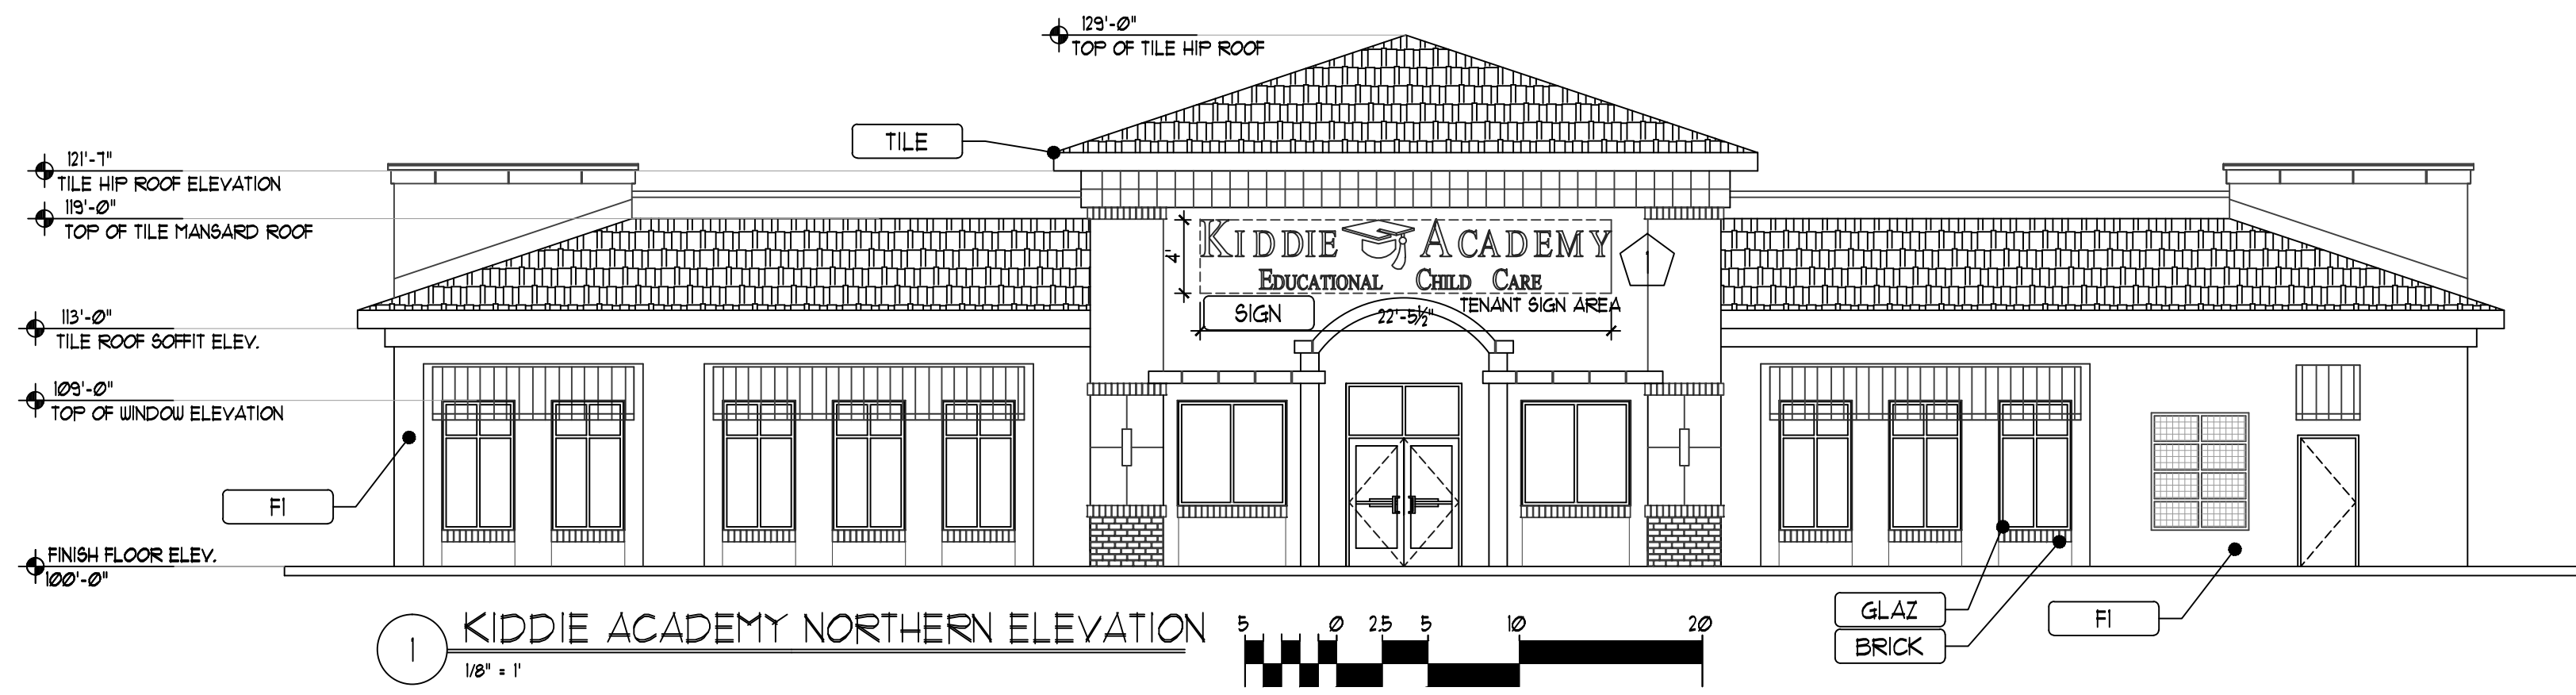 129'-0"
TOP OF TILE HIP ROOF
TILE
121'-7"
TILE HIP ROOF ELEVATION
119'-0"
TOP OF TILE MANSARD ROOF
4'
KIDDIE ACADEMY
EDUCATIONAL CHILD CARE
1
SIGN
TENANT SIGN AREA
22'-5½"
113'-0"
TILE ROOF SOFFIT ELEV.
109'-0"
TOP OF WINDOW ELEVATION
F1
FINISH FLOOR ELEV.
100'-0"
GLAZ
BRICK
F1
1
KIDDIE ACADEMY NORTHERN ELEVATION
1/8" = 1'
5 0 2.5 5 10 20